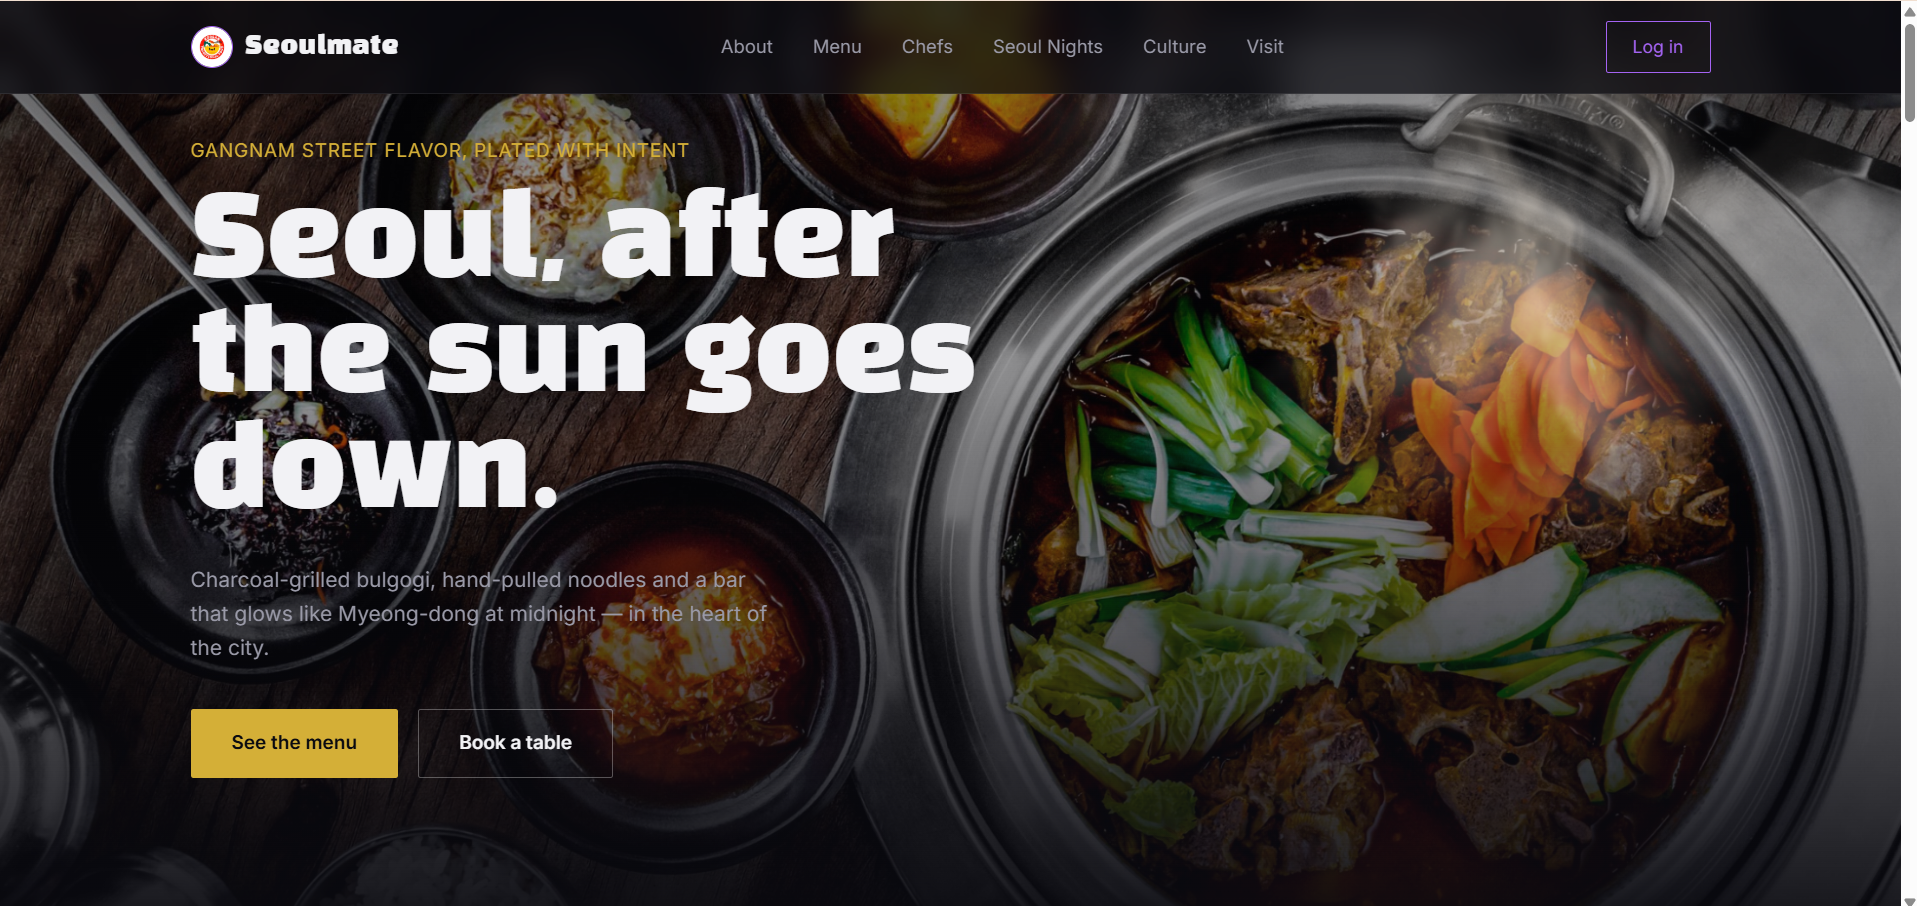 Seoulmate
About
Menu
Chefs
Seoul Nights
Culture
Visit
Log in
GANGNAM STREET FLAVOR, PLATED WITH INTENT
Seoul, after
the sun goes
down.
Charcoal-grilled bulgogi, hand-pulled noodles and a bar
that glows like Myeong-dong at midnight — in the heart of
the city.
See the menu
Book a table